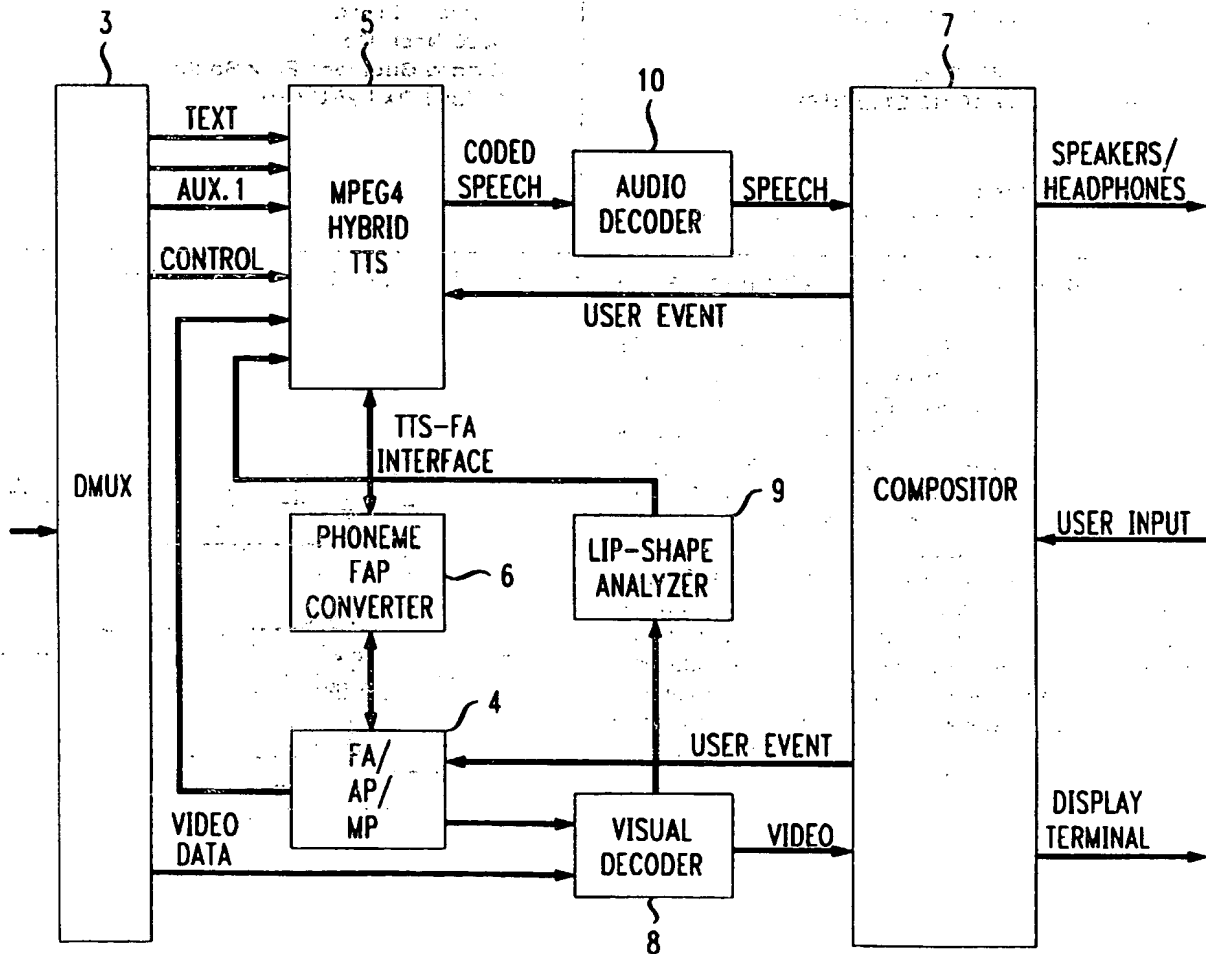 3
5
7
10
TEXT
AUX. 1
CONTROL
MPEG4
HYBRID
TTS
CODED
SPEECH
AUDIO
DECODER
SPEECH
SPEAKERS/
HEADPHONES
USER EVENT
TTS-FA
INTERFACE
DMUX
COMPOSITOR
9
PHONEME
FAP
CONVERTER
6
LIP-SHAPE
ANALYZER
USER INPUT
4
FA/
AP/
MP
USER EVENT
VIDEO
DATA
VISUAL
DECODER
VIDEO
DISPLAY
TERMINAL
8